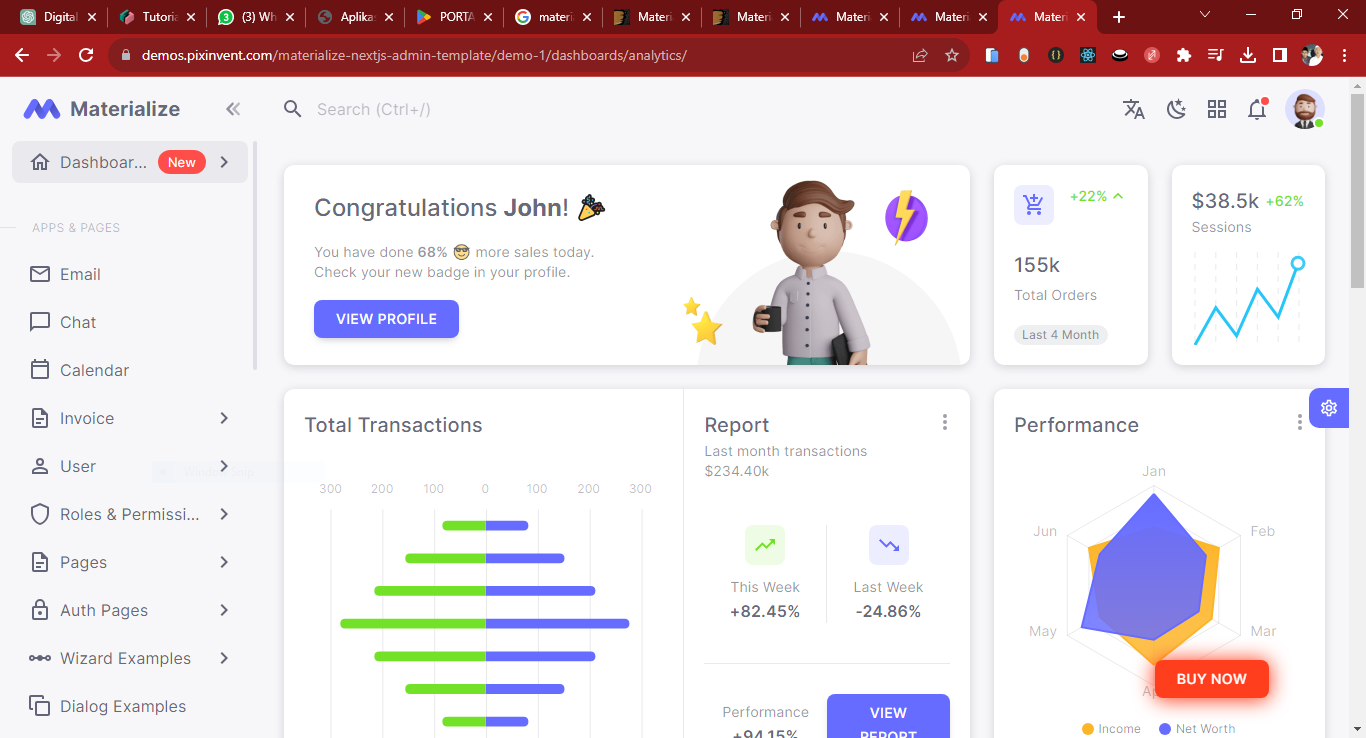 Digital
Tutoria
(3) Wh
Aplikas
PORTA
materi
Materi
Materi
Materi
Materi
Materi
demos.pixinvent.com/materialize-nextjs-admin-template/demo-1/dashboards/analytics/
Materialize
Search (Ctrl+/)
Dashboar... New
APPS & PAGES
Email
Chat
Calendar
Invoice
User
Roles & Permissi...
Pages
Auth Pages
Wizard Examples
Dialog Examples
Congratulations John!
You have done 68% 😎 more sales today.
Check your new badge in your profile.
VIEW PROFILE
+22%
155k
Total Orders
Last 4 Month
$38.5k +62%
Sessions
Total Transactions
300 200 100 0 100 200 300
Report
Last month transactions
$234.40k
This Week
+82.45%
Last Week
-24.86%
Performance
+94.15%
VIEW
REPORT
Performance
Jan
Feb
Mar
Ap
May
Jun
BUY NOW
Income
Net Worth